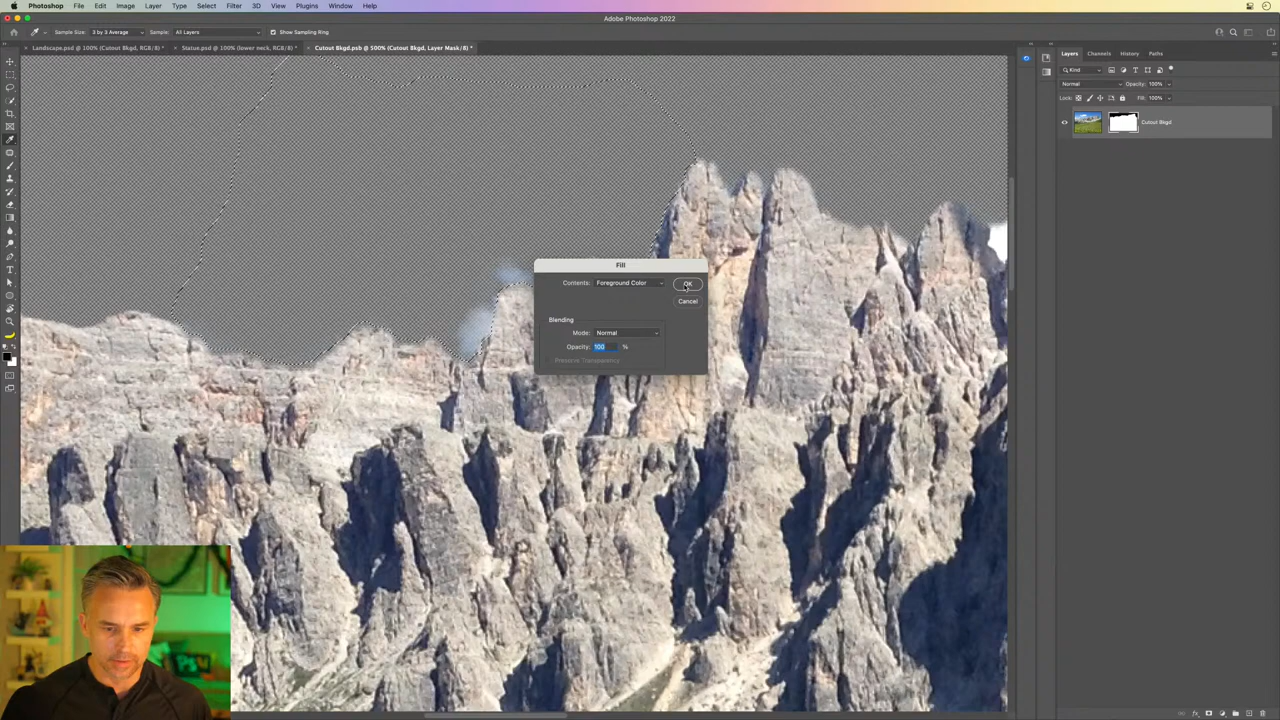 Photoshop File Edit Image Layer Type Select Filter 3D View Plugins Window Help
Adobe Photoshop 2022
Sample Size: 3 by 3 Average Sample: All Layers Show Sampling Ring
Landscape.psd @ 100% (Cutout Bkgd, RGB/8) * Statue.psd @ 100% (lower neck, RGB/8) * Cutout Bkgd.psb @ 500% (Cutout Bkgd, Layer Mask/8) *
Layers Channels History Paths
Kind
Normal Opacity: 100%
Lock: Fill: 100%
Cutout Bkgd
Fill
Contents: Foreground Color OK
Cancel
Blending
Mode: Normal
Opacity: 100 %
Preserve Transparency